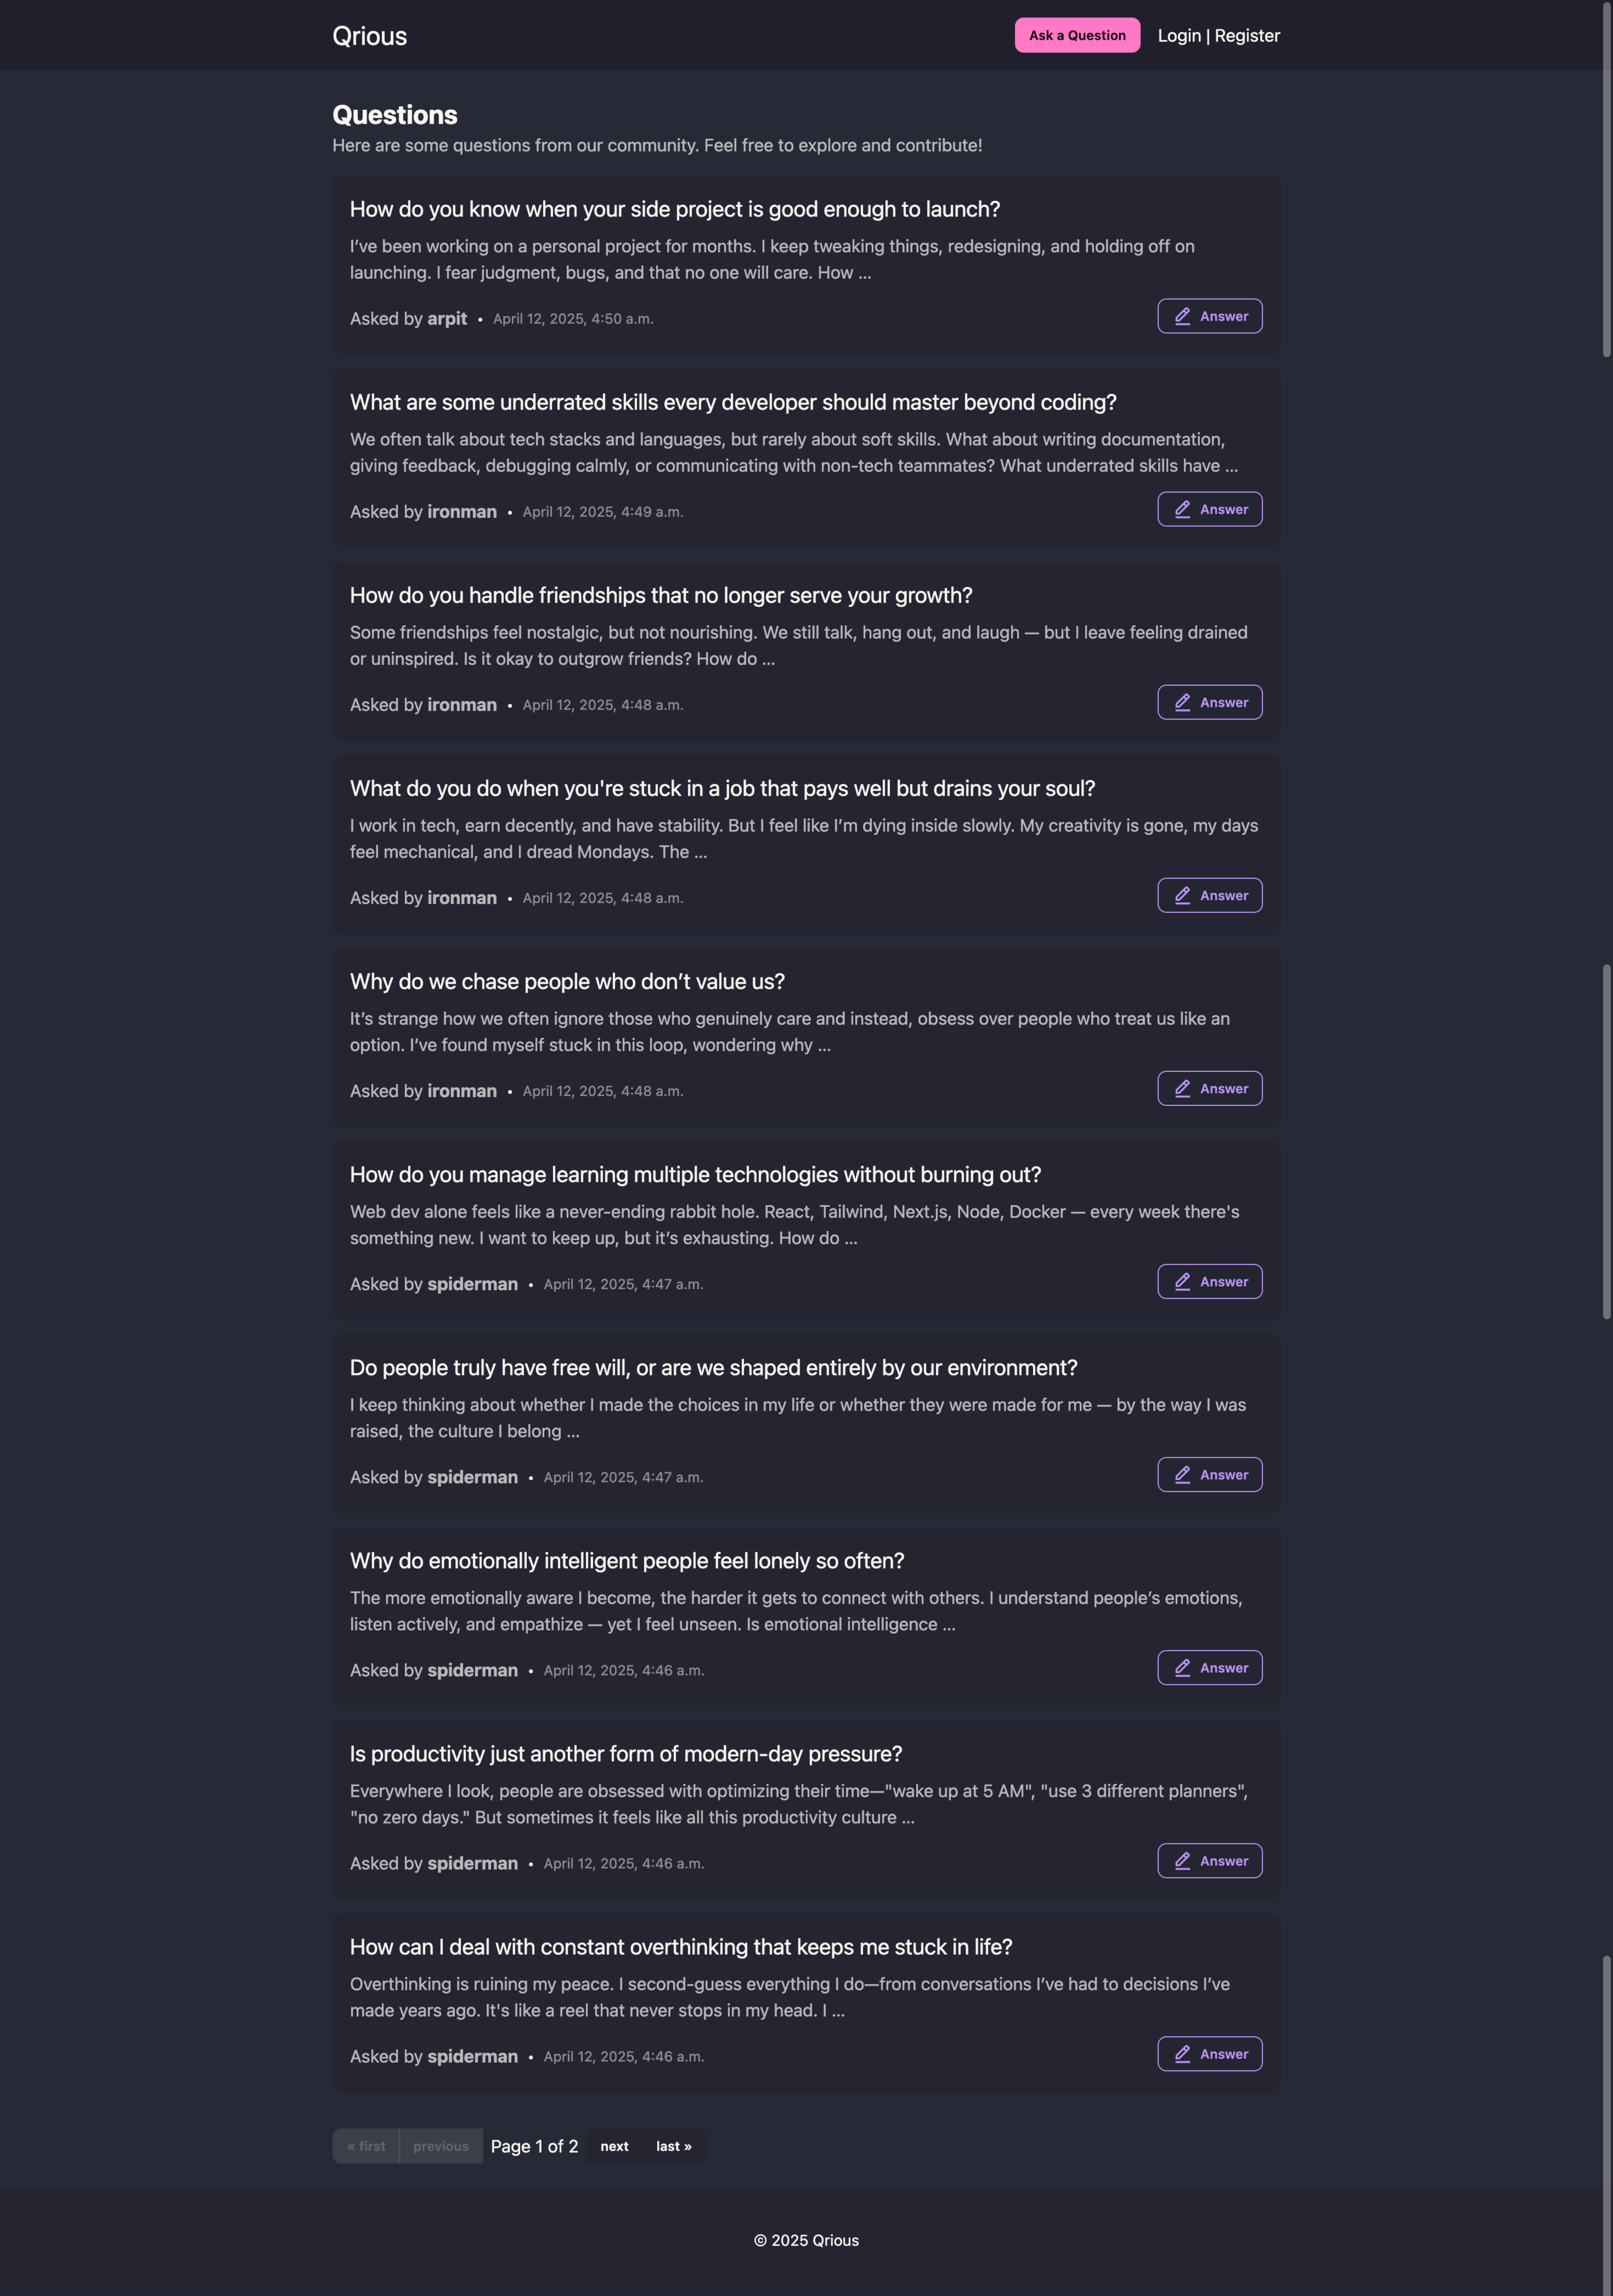 Qrious
Ask a Question
Login | Register
Questions
Here are some questions from our community. Feel free to explore and contribute!
How do you know when your side project is good enough to launch?
I’ve been working on a personal project for months. I keep tweaking things, redesigning, and holding off on
launching. I fear judgment, bugs, and that no one will care. How ...
Asked by arpit • April 12, 2025, 4:50 a.m.
Answer
What are some underrated skills every developer should master beyond coding?
We often talk about tech stacks and languages, but rarely about soft skills. What about writing documentation,
giving feedback, debugging calmly, or communicating with non-tech teammates? What underrated skills have ...
Asked by ironman • April 12, 2025, 4:49 a.m.
Answer
How do you handle friendships that no longer serve your growth?
Some friendships feel nostalgic, but not nourishing. We still talk, hang out, and laugh — but I leave feeling drained
or uninspired. Is it okay to outgrow friends? How do ...
Asked by ironman • April 12, 2025, 4:48 a.m.
Answer
What do you do when you're stuck in a job that pays well but drains your soul?
I work in tech, earn decently, and have stability. But I feel like I’m dying inside slowly. My creativity is gone, my days
feel mechanical, and I dread Mondays. The ...
Asked by ironman • April 12, 2025, 4:48 a.m.
Answer
Why do we chase people who don’t value us?
It’s strange how we often ignore those who genuinely care and instead, obsess over people who treat us like an
option. I’ve found myself stuck in this loop, wondering why ...
Asked by ironman • April 12, 2025, 4:48 a.m.
Answer
How do you manage learning multiple technologies without burning out?
Web dev alone feels like a never-ending rabbit hole. React, Tailwind, Next.js, Node, Docker — every week there's
something new. I want to keep up, but it’s exhausting. How do ...
Asked by spiderman • April 12, 2025, 4:47 a.m.
Answer
Do people truly have free will, or are we shaped entirely by our environment?
I keep thinking about whether I made the choices in my life or whether they were made for me — by the way I was
raised, the culture I belong ...
Asked by spiderman • April 12, 2025, 4:47 a.m.
Answer
Why do emotionally intelligent people feel lonely so often?
The more emotionally aware I become, the harder it gets to connect with others. I understand people’s emotions,
listen actively, and empathize — yet I feel unseen. Is emotional intelligence ...
Asked by spiderman • April 12, 2025, 4:46 a.m.
Answer
Is productivity just another form of modern-day pressure?
Everywhere I look, people are obsessed with optimizing their time—"wake up at 5 AM", "use 3 different planners",
"no zero days." But sometimes it feels like all this productivity culture ...
Asked by spiderman • April 12, 2025, 4:46 a.m.
Answer
How can I deal with constant overthinking that keeps me stuck in life?
Overthinking is ruining my peace. I second-guess everything I do—from conversations I’ve had to decisions I’ve
made years ago. It's like a reel that never stops in my head. I ...
Asked by spiderman • April 12, 2025, 4:46 a.m.
Answer
« first previous Page 1 of 2 next last »
© 2025 Qrious